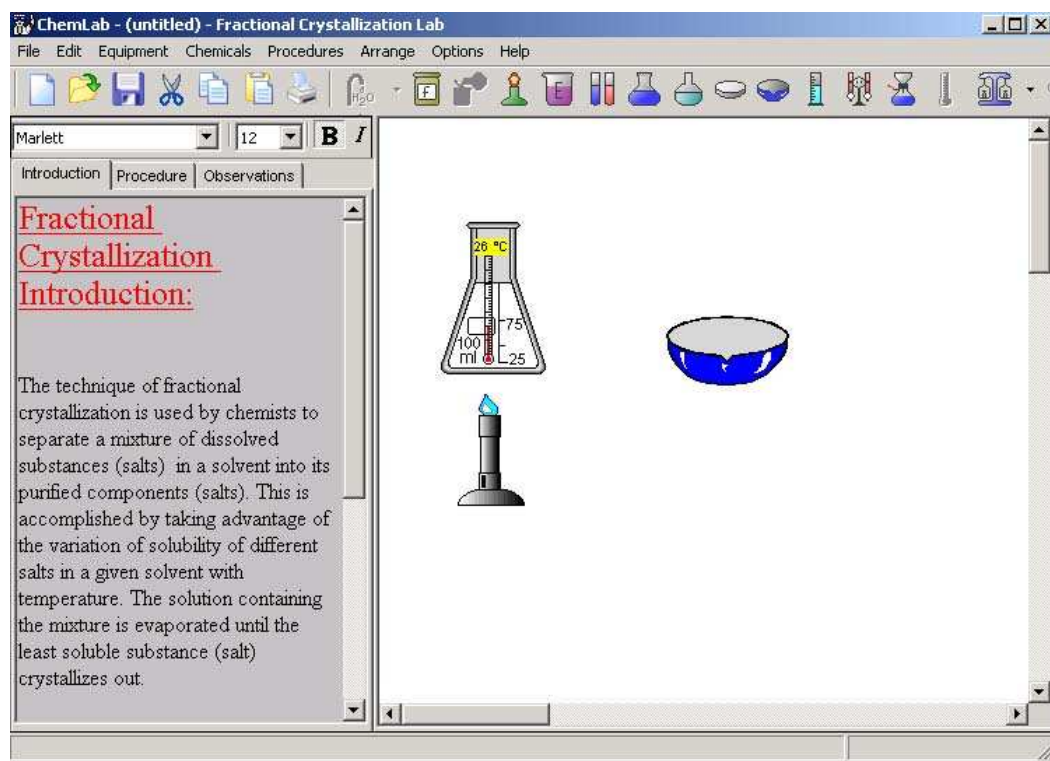 ChemLab - (untitled) - Fractional Crystallization Lab
File Edit Equipment Chemicals Procedures Arrange Options Help
H2O F E
Marlett 12 B I
Introduction Procedure Observations
Fractional
Crystallization
Introduction:
The technique of fractional
crystallization is used by chemists to
separate a mixture of dissolved
substances (salts) in a solvent into its
purified components (salts). This is
accomplished by taking advantage of
the variation of solubility of different
salts in a given solvent with
temperature. The solution containing
the mixture is evaporated until the
least soluble substance (salt)
crystallizes out.
26 °C
75
100
ml 25